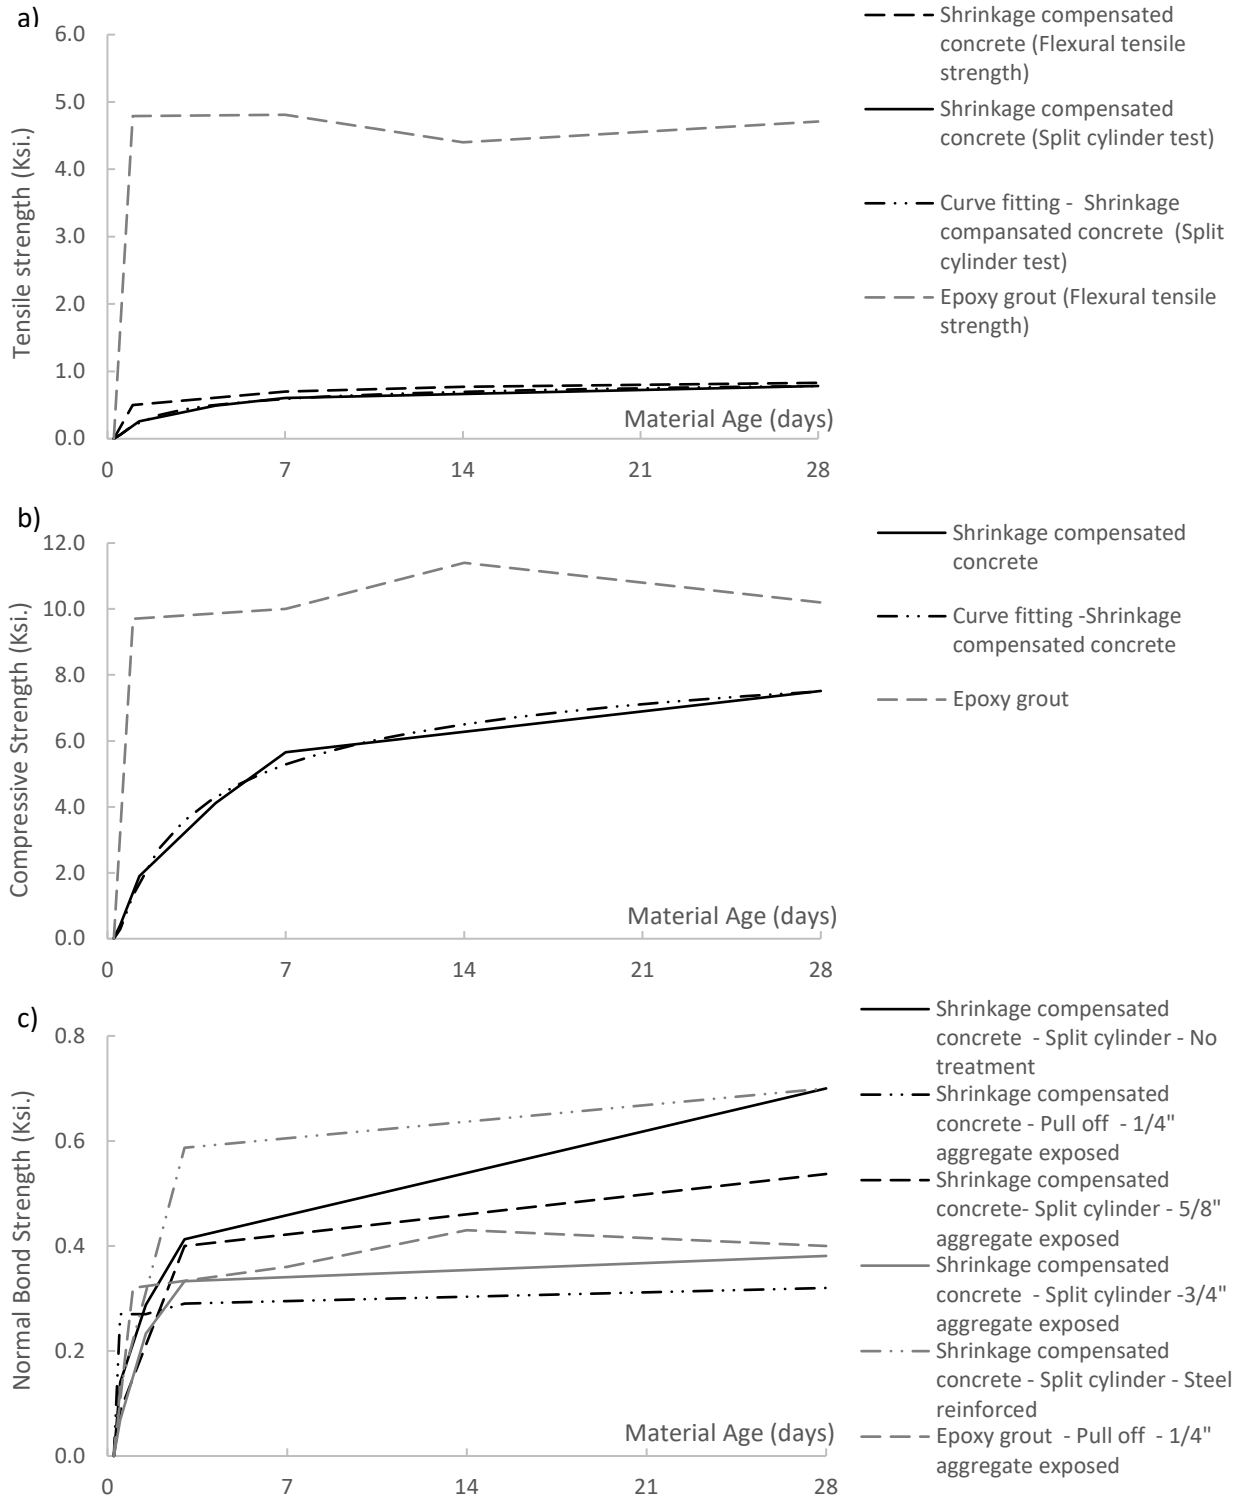 a)
6.0
5.0
4.0
3.0
2.0
1.0
0.0
Tensile strength (Ksi.)
0 7 14 21 28
Material Age (days)
Shrinkage compensated
concrete (Flexural tensile
strength)
Shrinkage compensated
concrete (Split cylinder test)
Curve fitting - Shrinkage
compansated concrete (Split
cylinder test)
Epoxy grout (Flexural tensile
strength)
b)
12.0
10.0
8.0
6.0
4.0
2.0
0.0
Compressive Strength (Ksi.)
0 7 14 21 28
Material Age (days)
Shrinkage compensated
concrete
Curve fitting -Shrinkage
compensated concrete
Epoxy grout
c)
0.8
0.6
0.4
0.2
0.0
Normal Bond Strength (Ksi.)
0 7 14 21 28
Material Age (days)
Shrinkage compensated
concrete - Split cylinder - No
treatment
Shrinkage compensated
concrete - Pull off - 1/4"
aggregate exposed
Shrinkage compensated
concrete- Split cylinder - 5/8"
aggregate exposed
Shrinkage compensated
concrete - Split cylinder -3/4"
aggregate exposed
Shrinkage compensated
concrete - Split cylinder - Steel
reinforced
Epoxy grout - Pull off - 1/4"
aggregate exposed